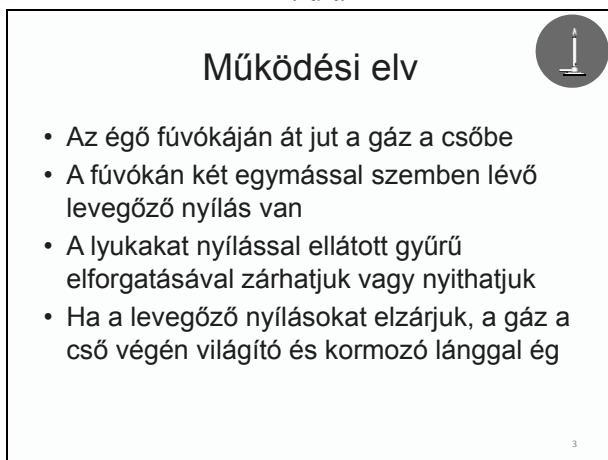 Működési elv
• Az égő fúvókáján át jut a gáz a csőbe
• A fúvókán két egymással szemben lévő
levegőző nyílás van
• A lyukakat nyílással ellátott gyűrű
elforgatásával zárhatjuk vagy nyithatjuk
• Ha a levegőző nyílásokat elzárjuk, a gáz a
cső végén világító és kormozó lánggal ég
3